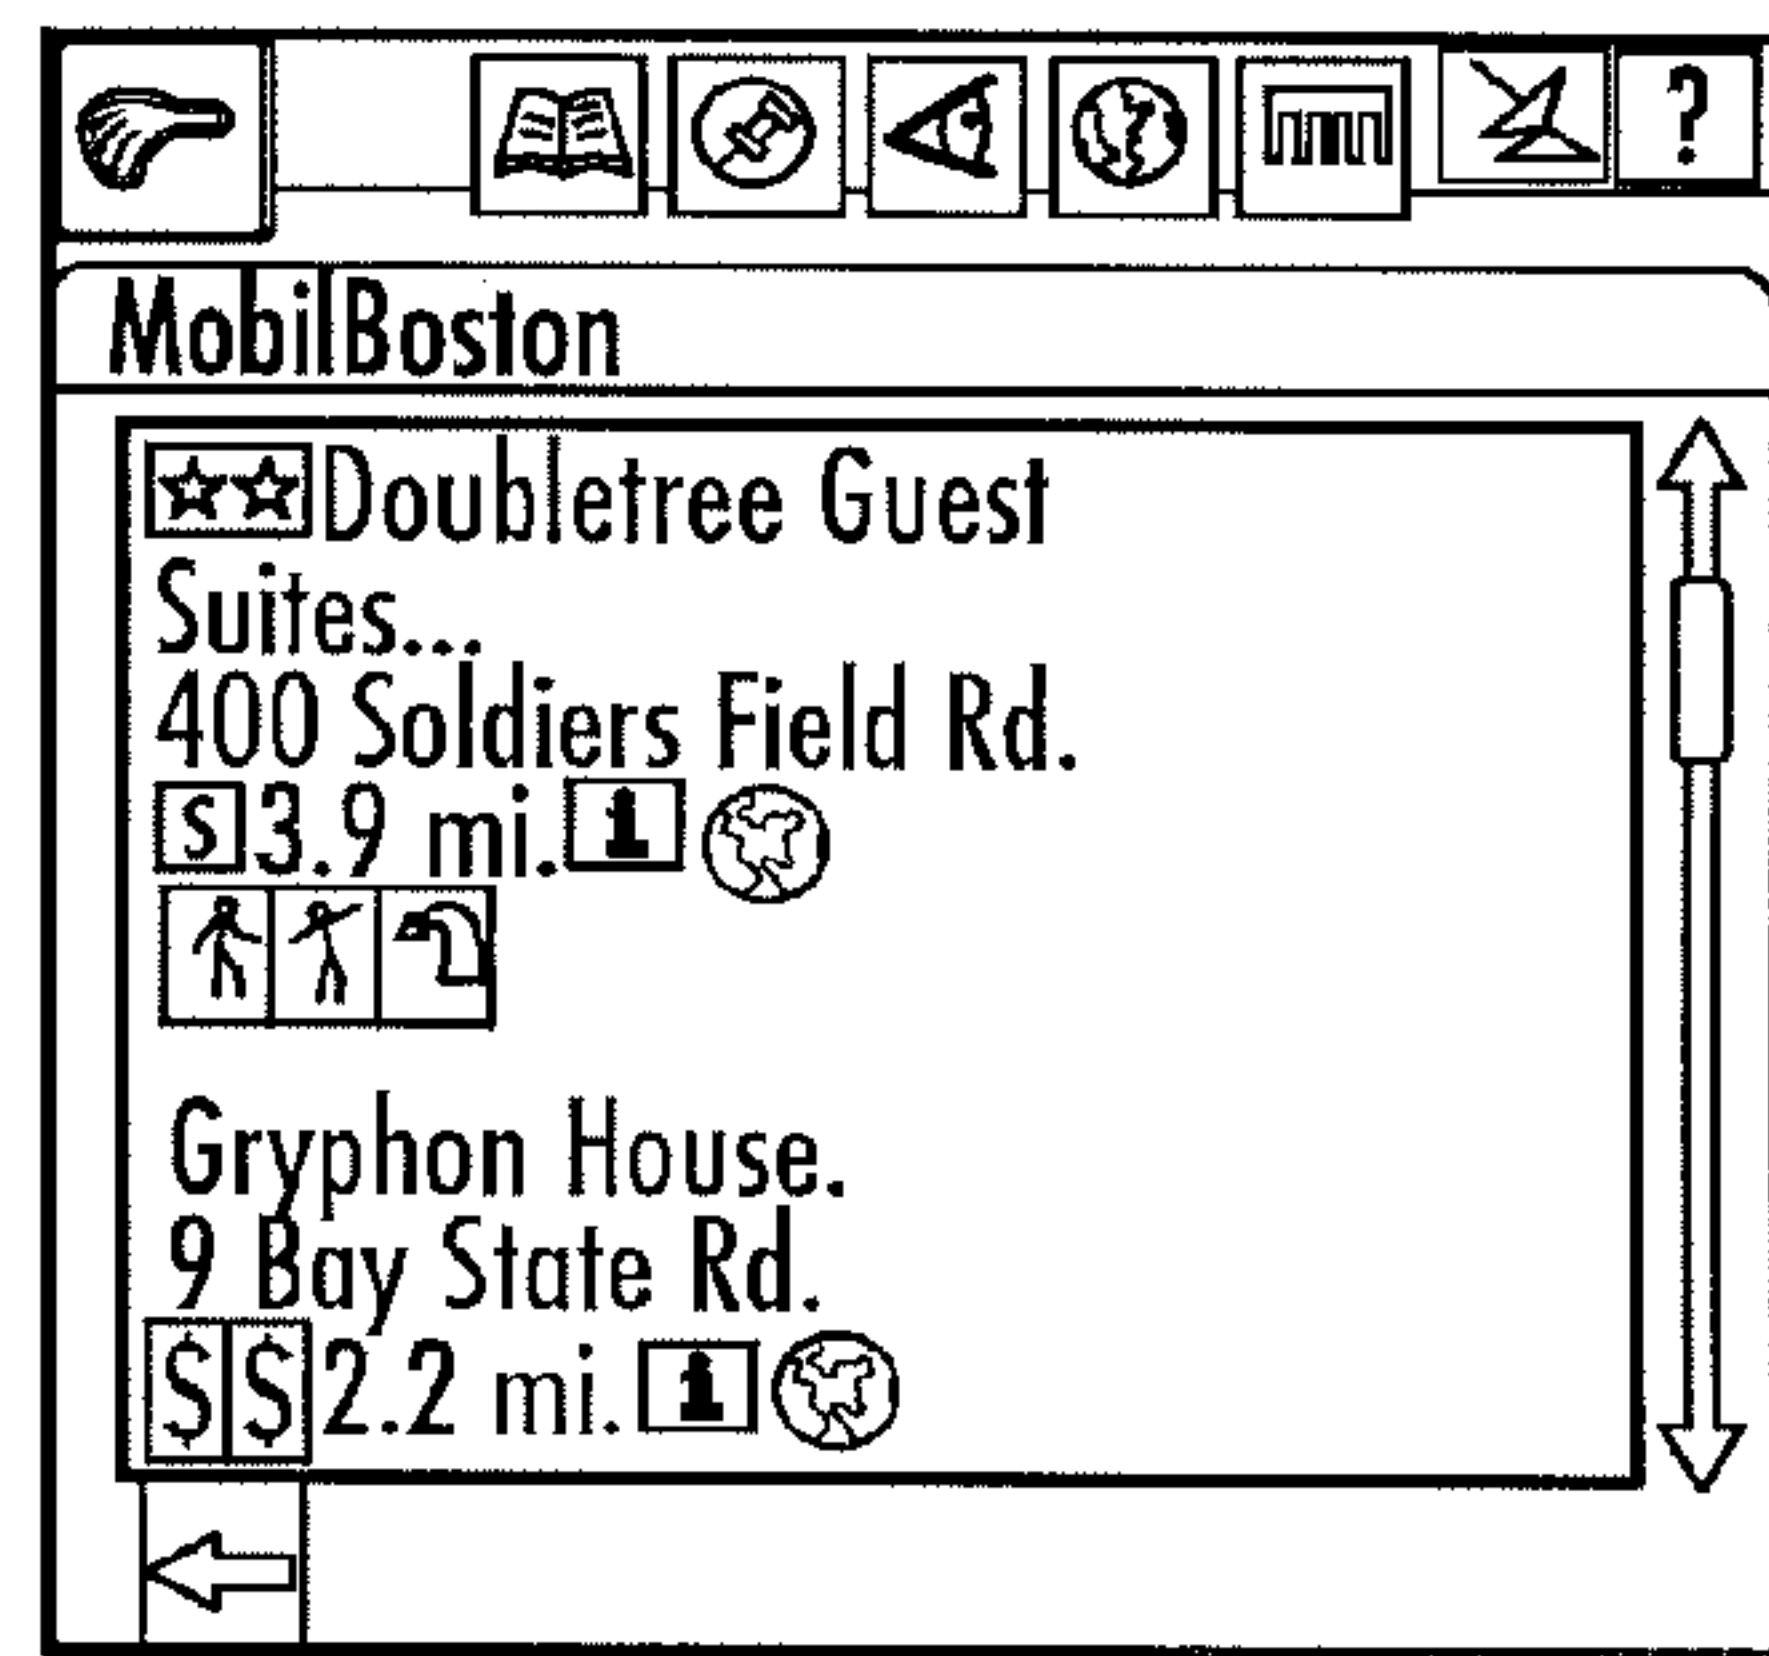 ?
MobilBoston
Doubletree Guest
Suites...
400 Soldiers Field Rd.
S 3.9 mi. i
Gryphon House.
9 Bay State Rd.
$ $ 2.2 mi. i